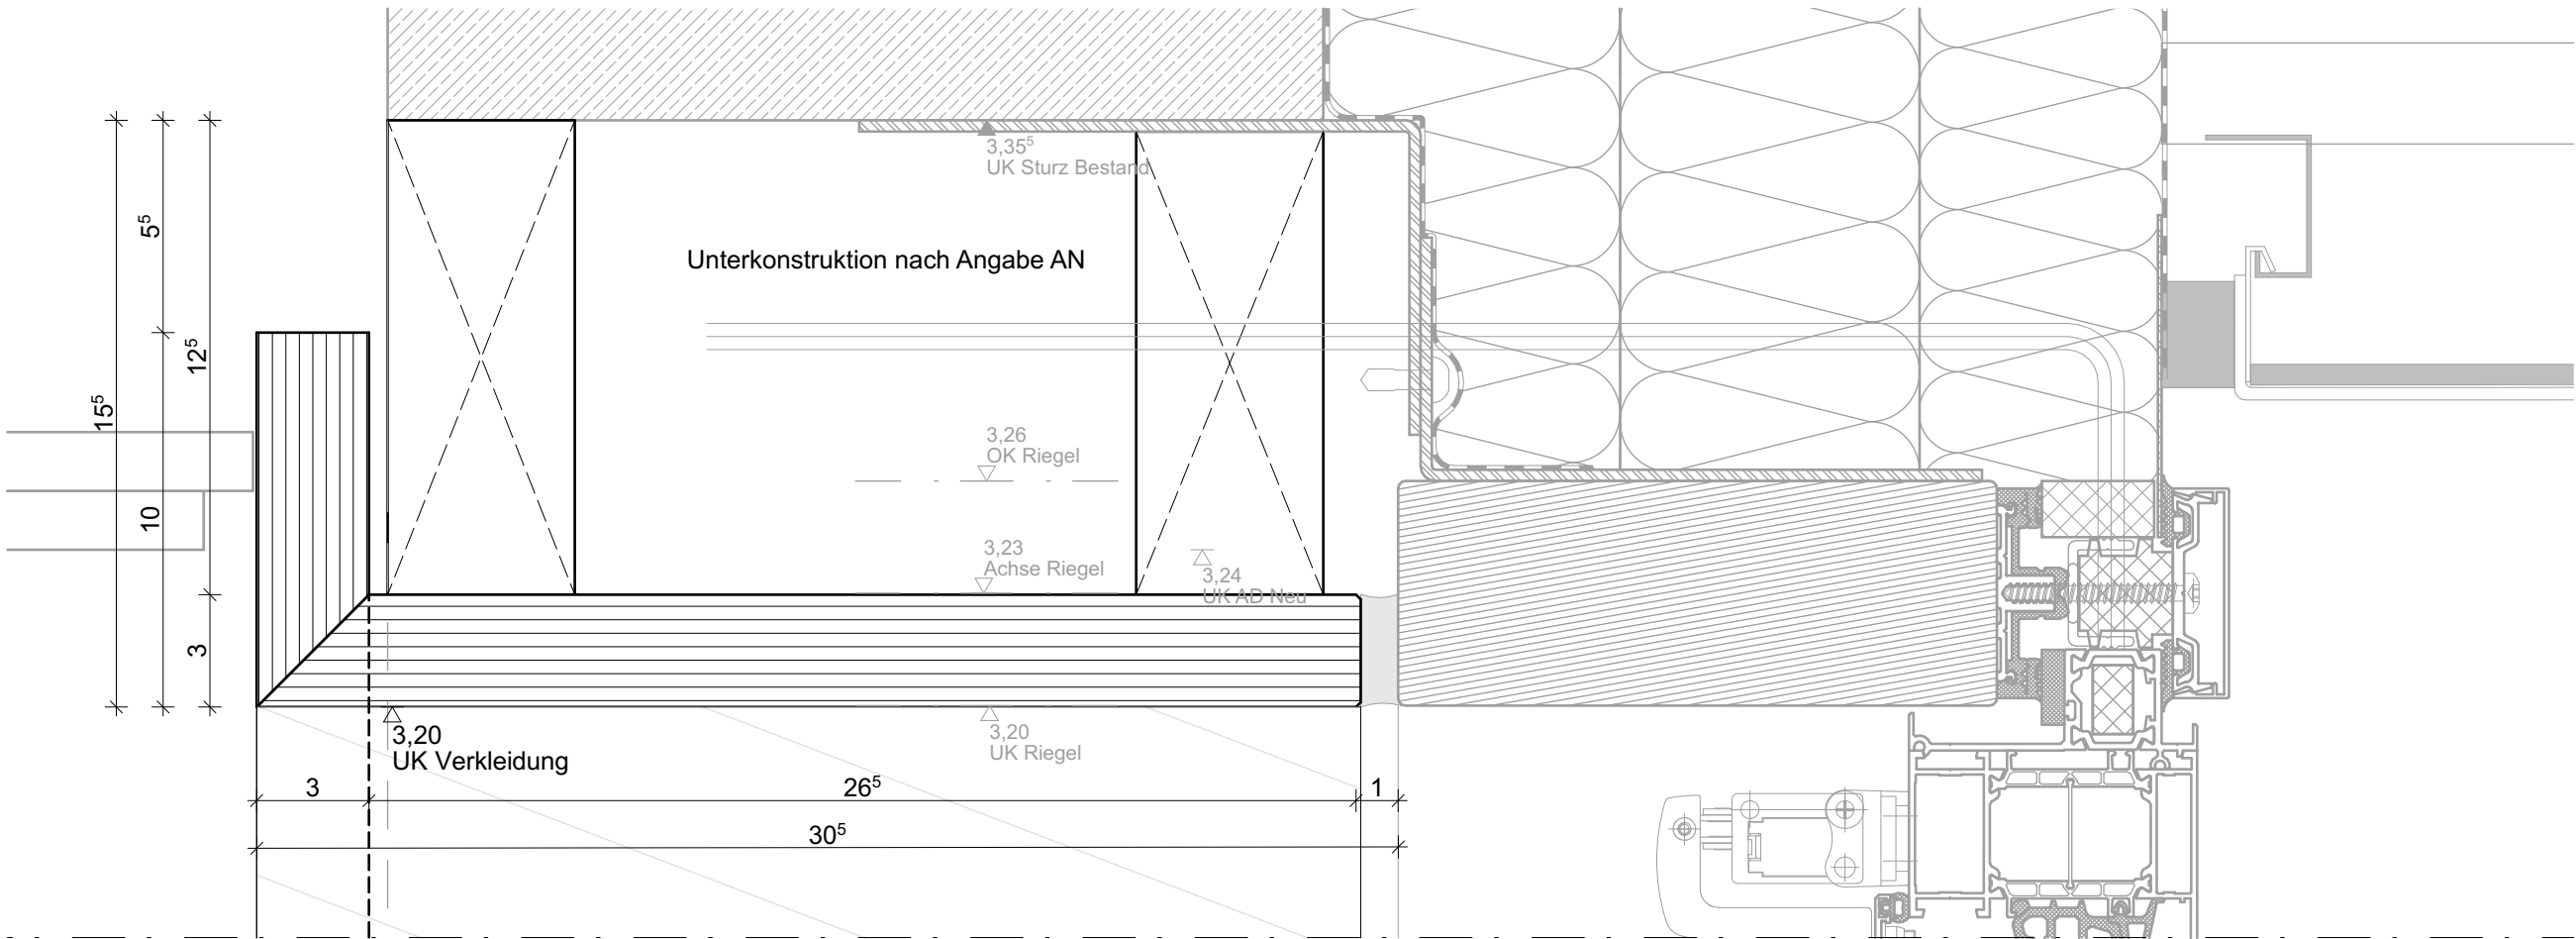 3,35⁵
UK Sturz Bestand
5⁵
Unterkonstruktion nach Angabe AN
12⁵
15⁵
3,26
OK Riegel
10
3,23
Achse Riegel
3,24
UK AD Neu
3
3,20
UK Verkleidung
3,20
UK Riegel
3
26⁵
1
30⁵